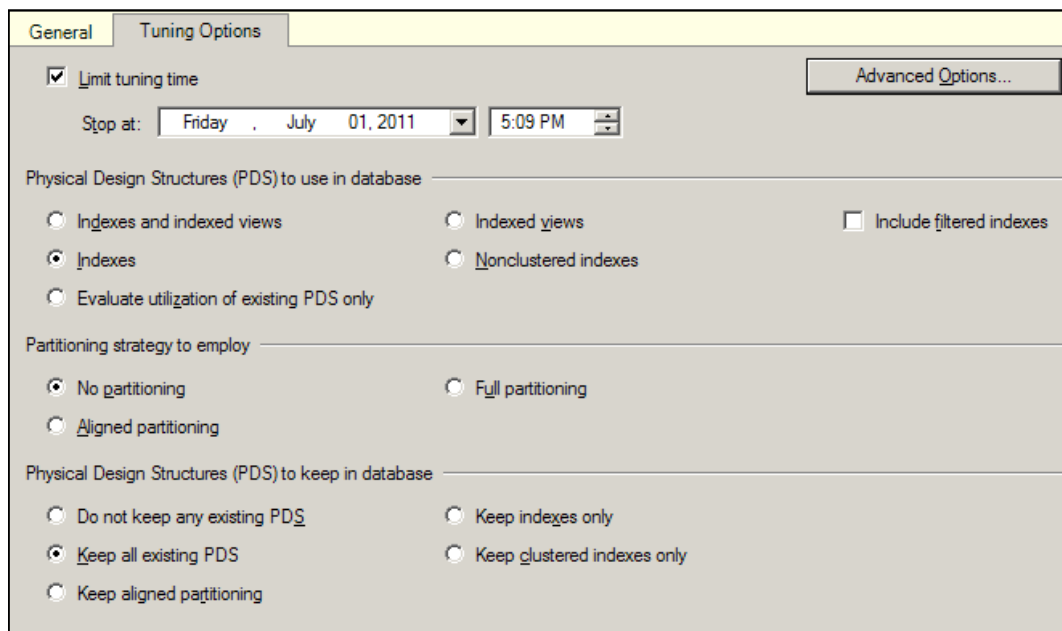 General Tuning Options
Limit tuning time Advanced Options...
Stop at: Friday , July 01, 2011 5:09 PM
Physical Design Structures (PDS) to use in database
Indexes and indexed views Indexed views Include filtered indexes
Indexes Nonclustered indexes
Evaluate utilization of existing PDS only
Partitioning strategy to employ
No partitioning Full partitioning
Aligned partitioning
Physical Design Structures (PDS) to keep in database
Do not keep any existing PDS Keep indexes only
Keep all existing PDS Keep clustered indexes only
Keep aligned partitioning